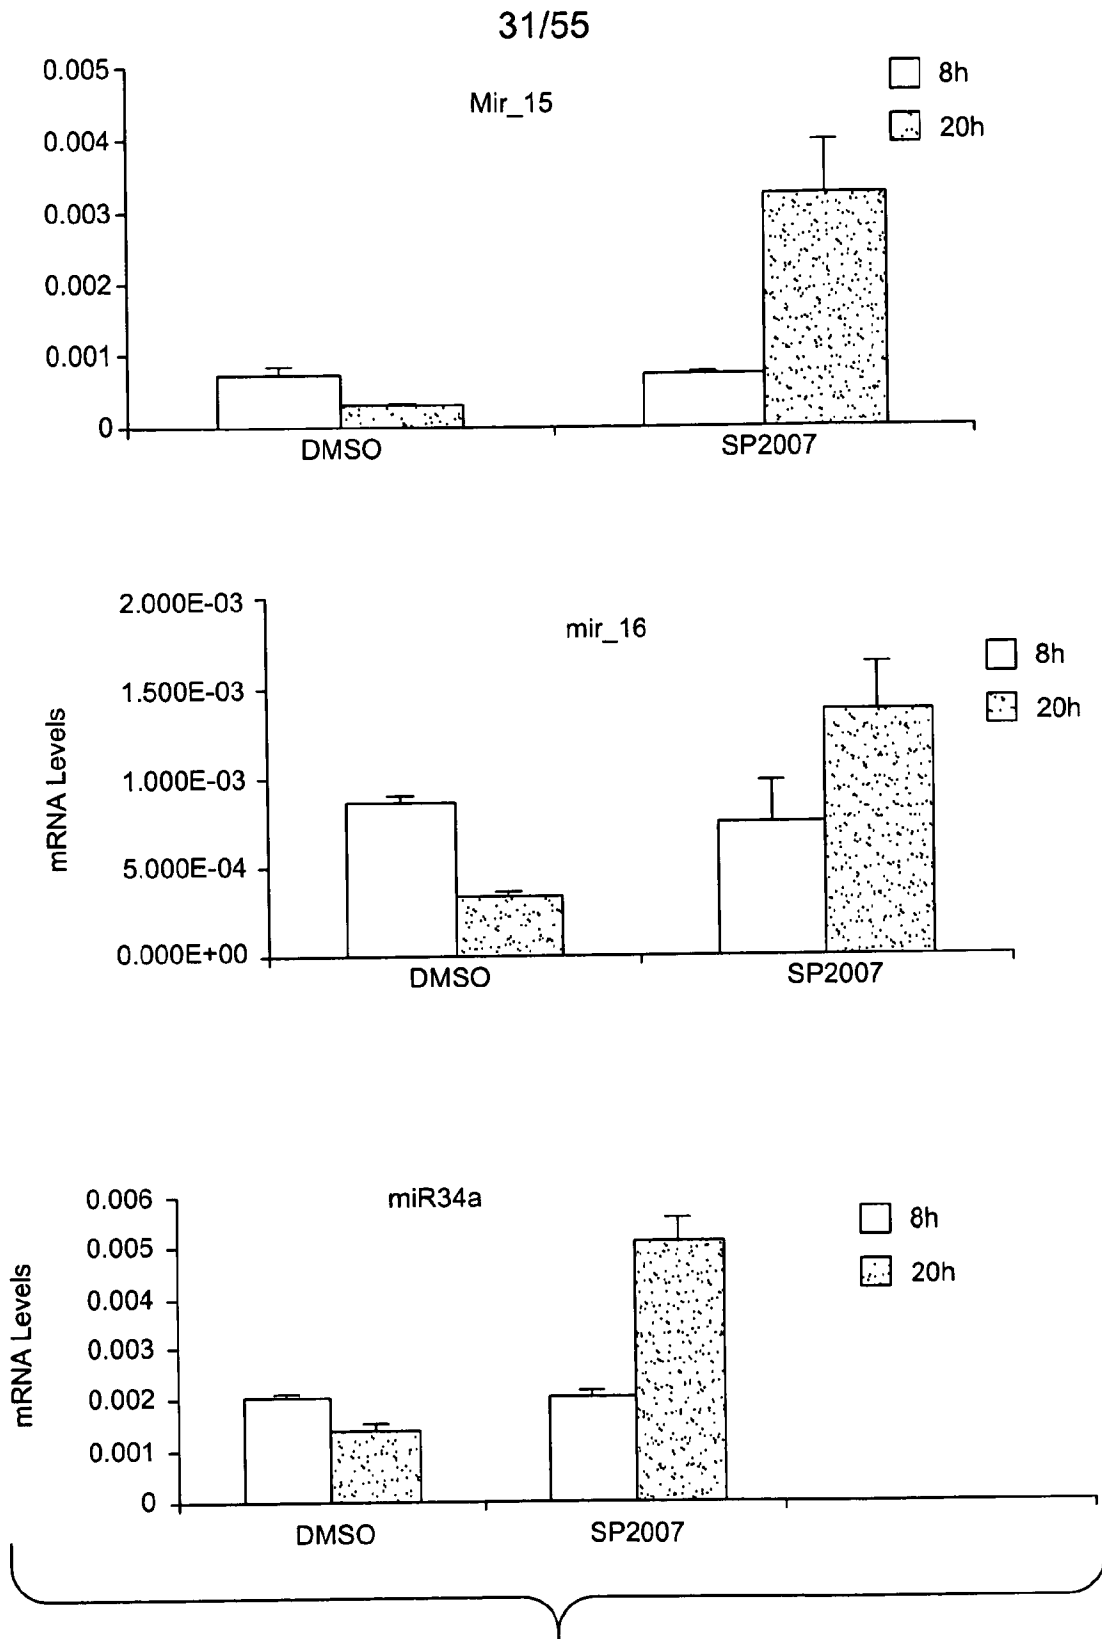 31/55
Mir_15
8h
20h
0.005
0.004
0.003
0.002
0.001
0
DMSO
SP2007
mir_16
8h
20h
mRNA Levels
2.000E-03
1.500E-03
1.000E-03
5.000E-04
0.000E+00
DMSO
SP2007
miR34a
8h
20h
mRNA Levels
0.006
0.005
0.004
0.003
0.002
0.001
0
DMSO
SP2007